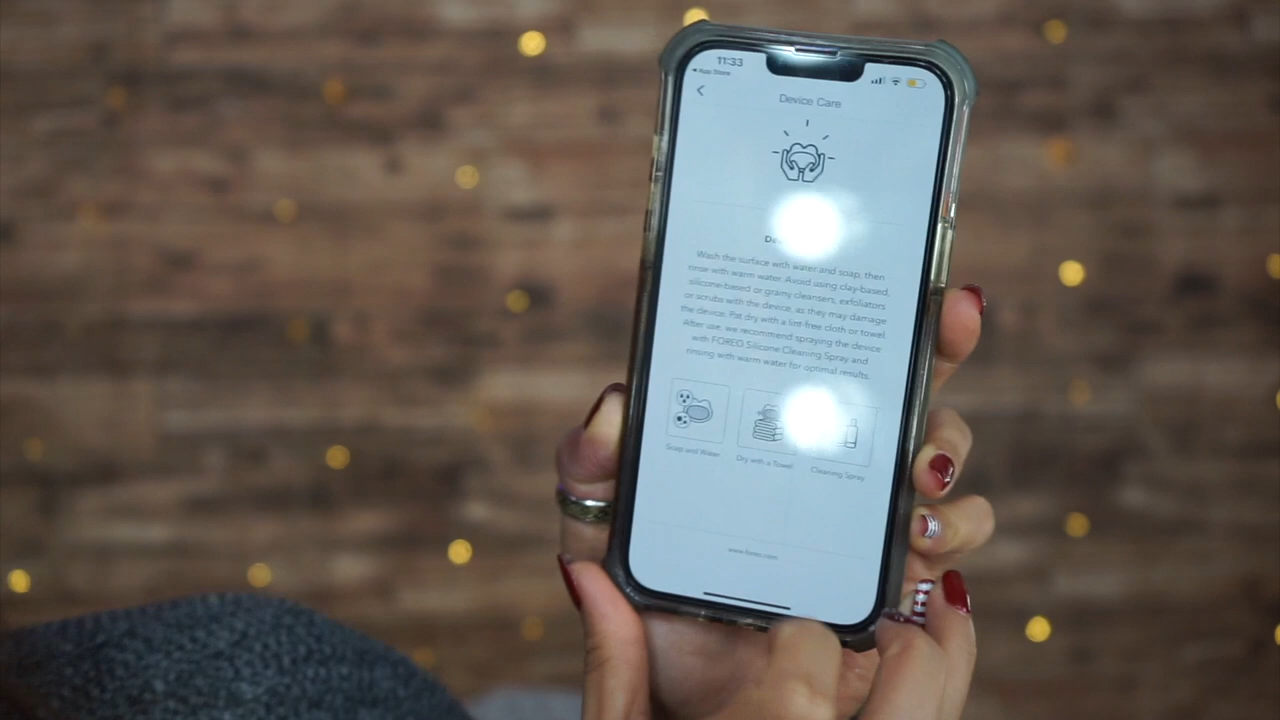 11:33
◂ App Store
Device Care
De
Wash the surface with water and soap, then
rinse with warm water. Avoid using clay-based,
silicone-based or grainy cleansers, exfoliators
or scrubs with the device, as they may damage
the device. Pat dry with a lint-free cloth or towel.
After use, we recommend spraying the device
with FOREO Silicone Cleaning Spray and
rinsing with warm water for optimal results.
Soap and Water
Dry with a Towel
Cleaning Spray
www.foreo.com